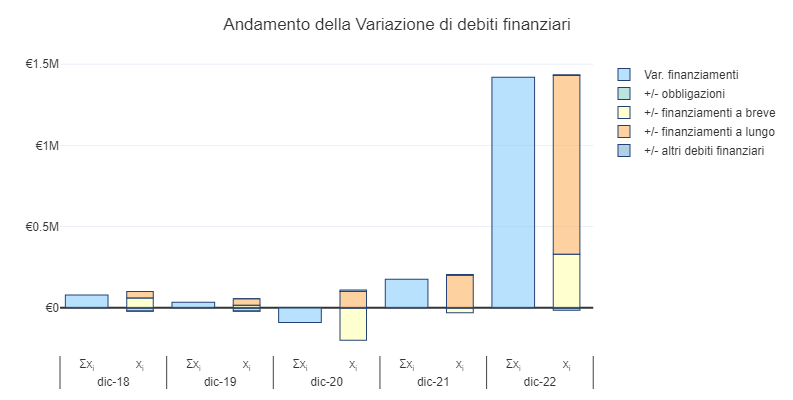 Andamento della Variazione di debiti finanziari
€1.5M
€1M
€0.5M
€0
Σxi xi Σxi xi Σxi xi Σxi xi Σxi xi
dic-18 dic-19 dic-20 dic-21 dic-22
Var. finanziamenti
+/- obbligazioni
+/- finanziamenti a breve
+/- finanziamenti a lungo
+/- altri debiti finanziari